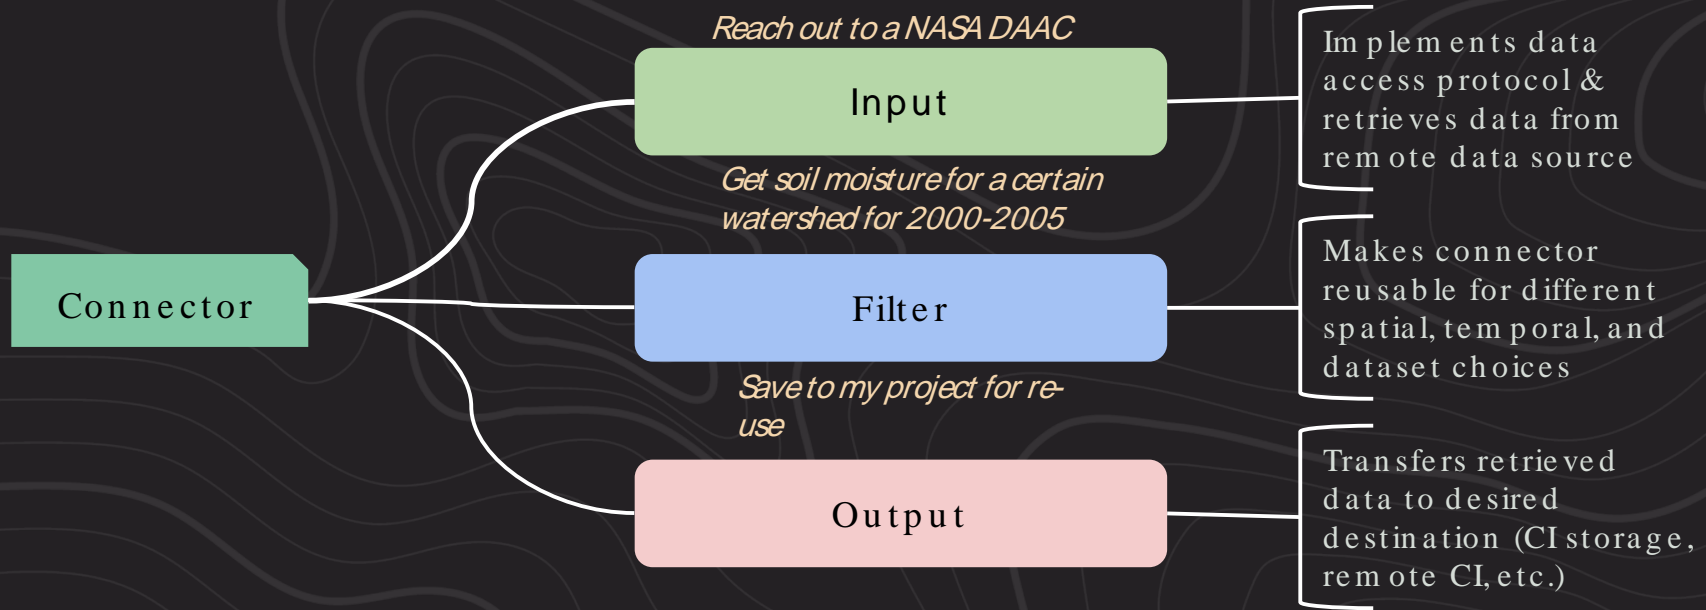 Reach out to a NASA DAAC
Input
Implements data
access protocol &
retrieves data from
remote data source
Get soil moisture for a certain
watershed for 2000-2005
Connector
Filter
Makes connector
reusable for different
spatial, temporal, and
dataset choices
Save to my project for re-
use
Output
Transfers retrieved
data to desired
destination (CI storage,
remote CI, etc.)